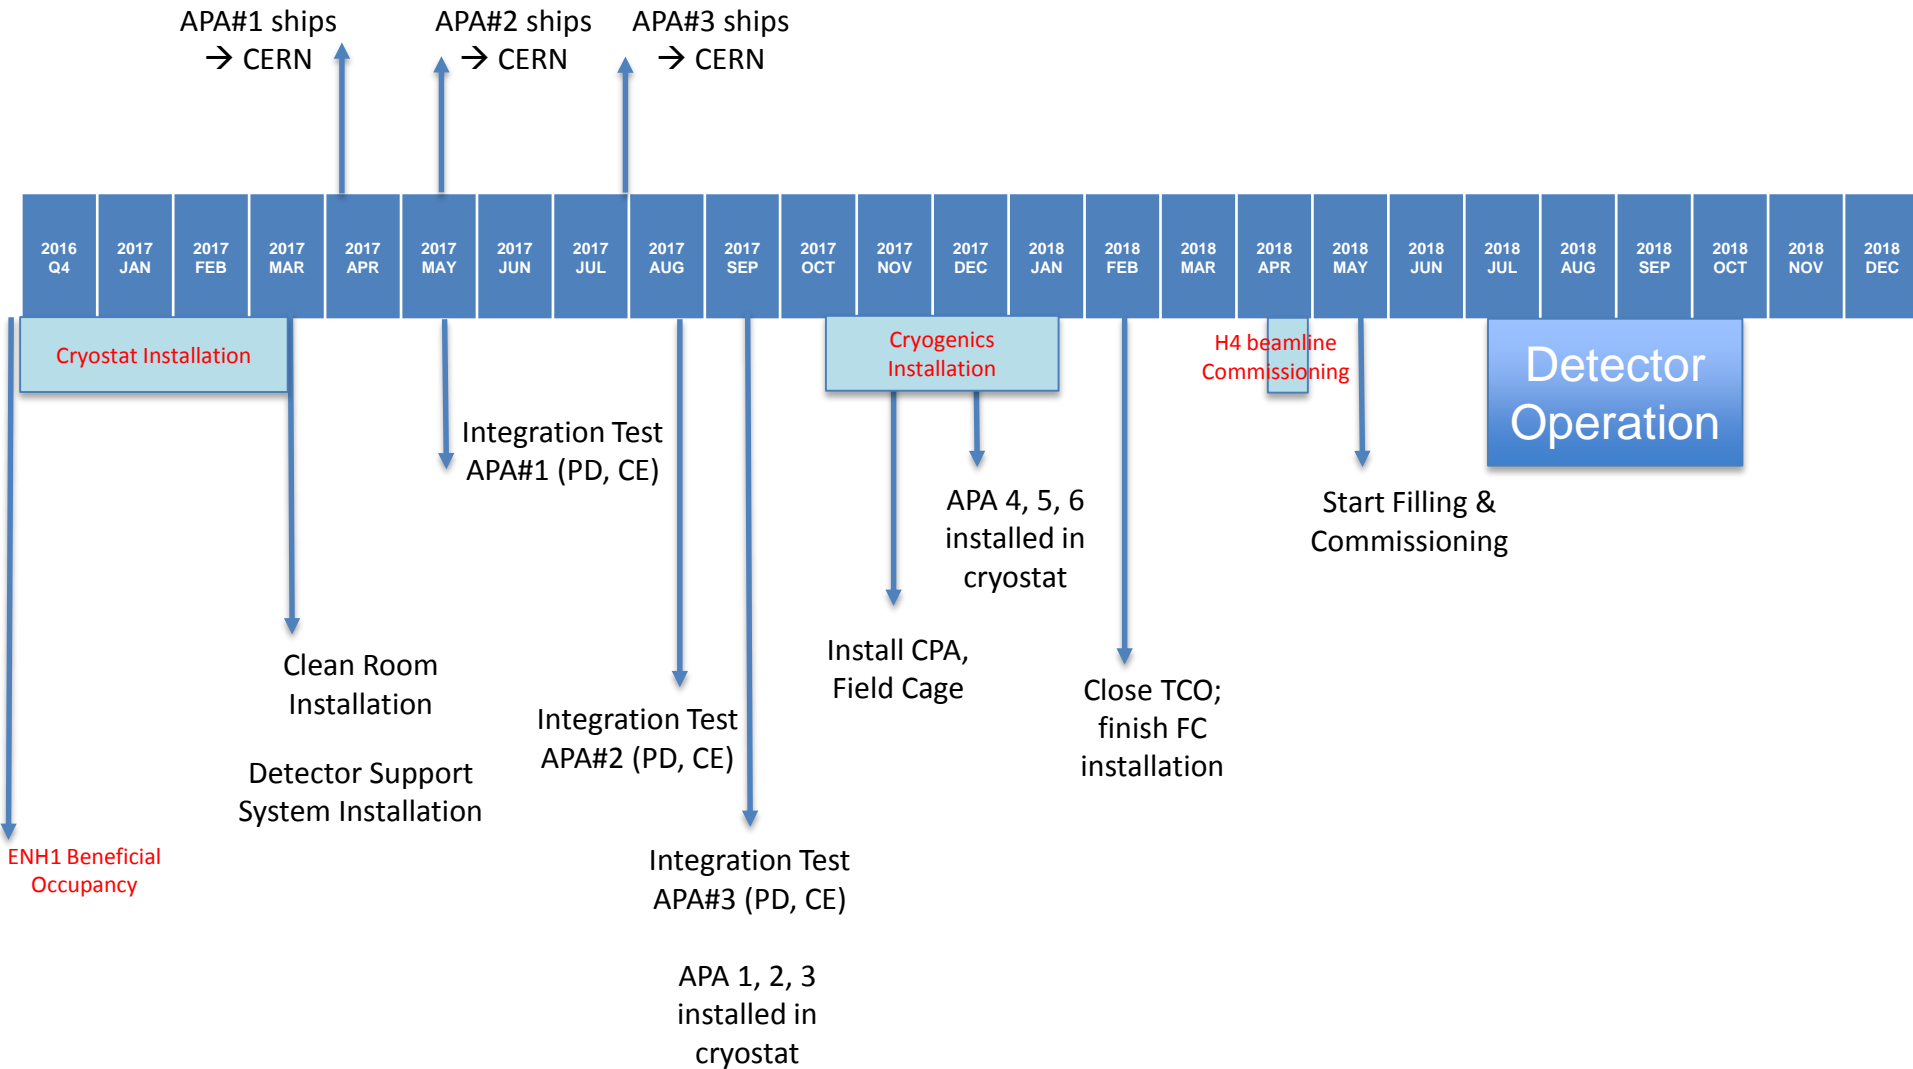 APA#1 ships
→ CERN
APA#2 ships
→ CERN
APA#3 ships
→ CERN
2016
Q4
2017
JAN
2017
FEB
2017
MAR
2017
APR
2017
MAY
2017
JUN
2017
JUL
2017
AUG
2017
SEP
2017
OCT
2017
NOV
2017
DEC
2018
JAN
2018
FEB
2018
MAR
2018
APR
2018
MAY
2018
JUN
2018
JUL
2018
AUG
2018
SEP
2018
OCT
2018
NOV
2018
DEC
Cryostat Installation
Cryogenics
Installation
H4 beamline
Commissioning
Detector
Operation
Integration Test
APA#1 (PD, CE)
APA 4, 5, 6
installed in
cryostat
Start Filling &
Commissioning
Clean Room
Installation
Detector Support
System Installation
Integration Test
APA#2 (PD, CE)
Install CPA,
Field Cage
Close TCO;
finish FC
installation
ENH1 Beneficial
Occupancy
Integration Test
APA#3 (PD, CE)
APA 1, 2, 3
installed in
cryostat